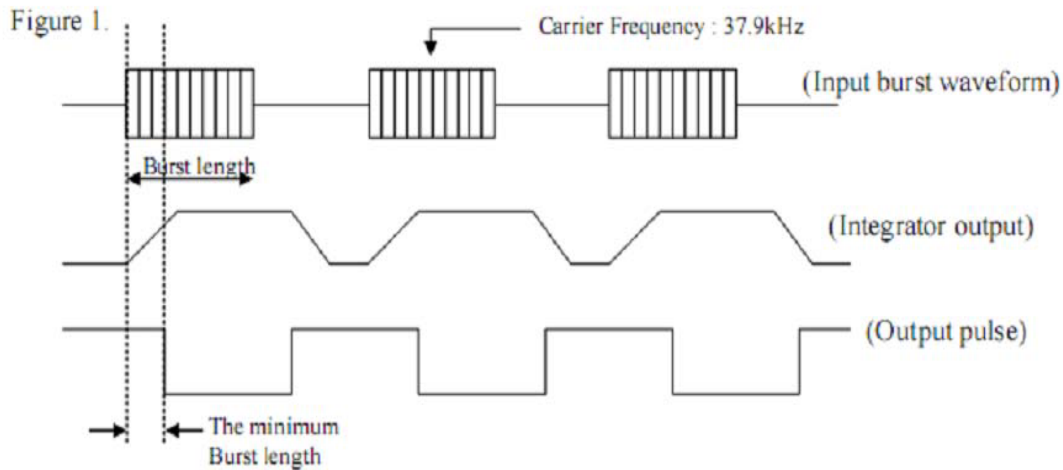 Figure 1.
Carrier Frequency : 37.9kHz
(Input burst waveform)
Burst length
(Integrator output)
(Output pulse)
The minimum
Burst length